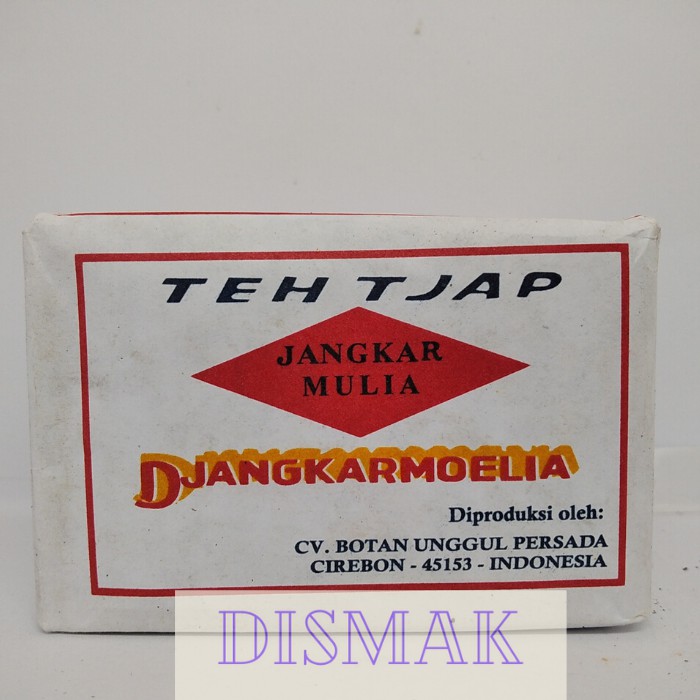 TEH TJAP
JANGKAR
MULIA
DJANGKARMOELIA
Diproduksi oleh:
CV. BOTAN UNGGUL PERSADA
CIREBON - 45153 - INDONESIA
DISMAK